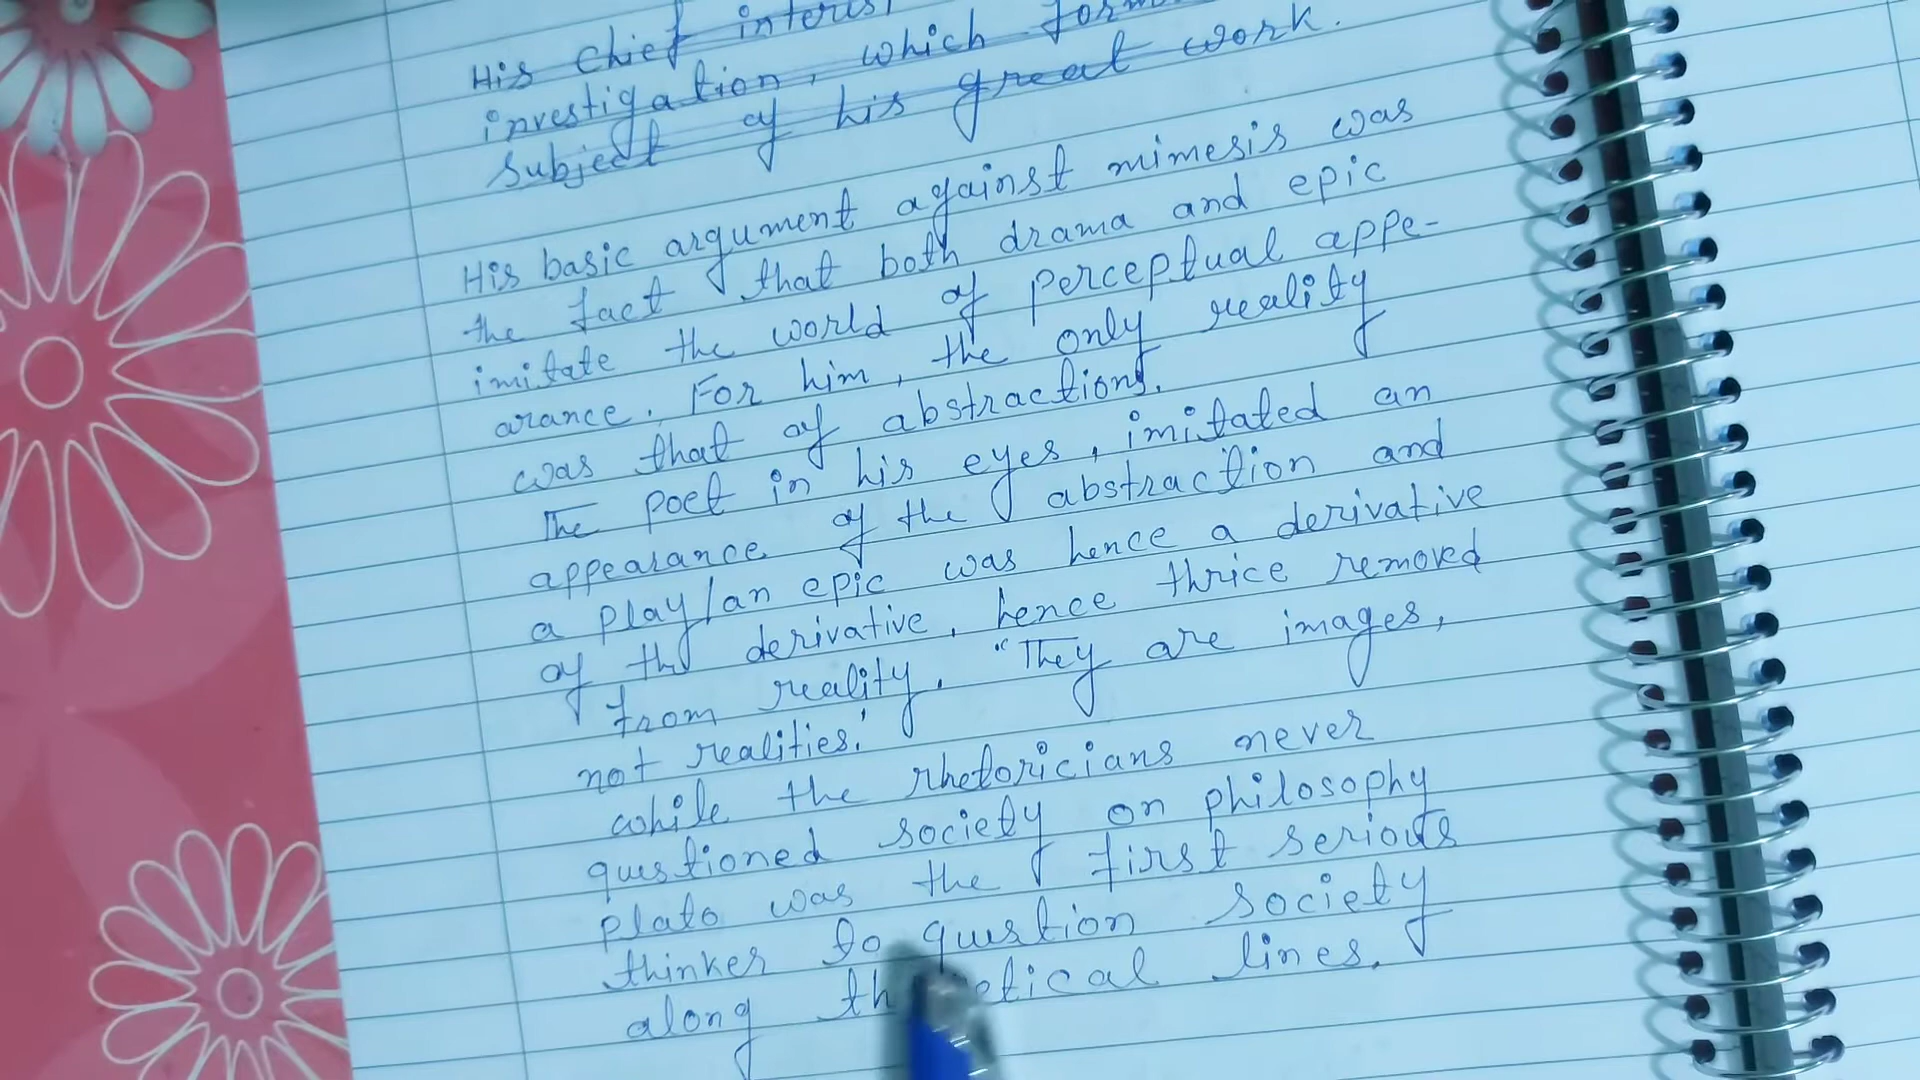 His chief interest
investigation, which
subject of his great work.
His basic argument against mimesis was
the fact that both drama and epic
imitate the world of perceptual appe-
arance. For him, the only reality
was that of abstractions.
The poet in his eyes, imitated an
appearance of the abstraction and
a play/an epic was hence a derivative
of the derivative, hence thrice removed
from reality. "They are images,
not realities.'
while the rhetoricians never
questioned society on philosophy
plato was the first serious
thinker to question society
along lines.